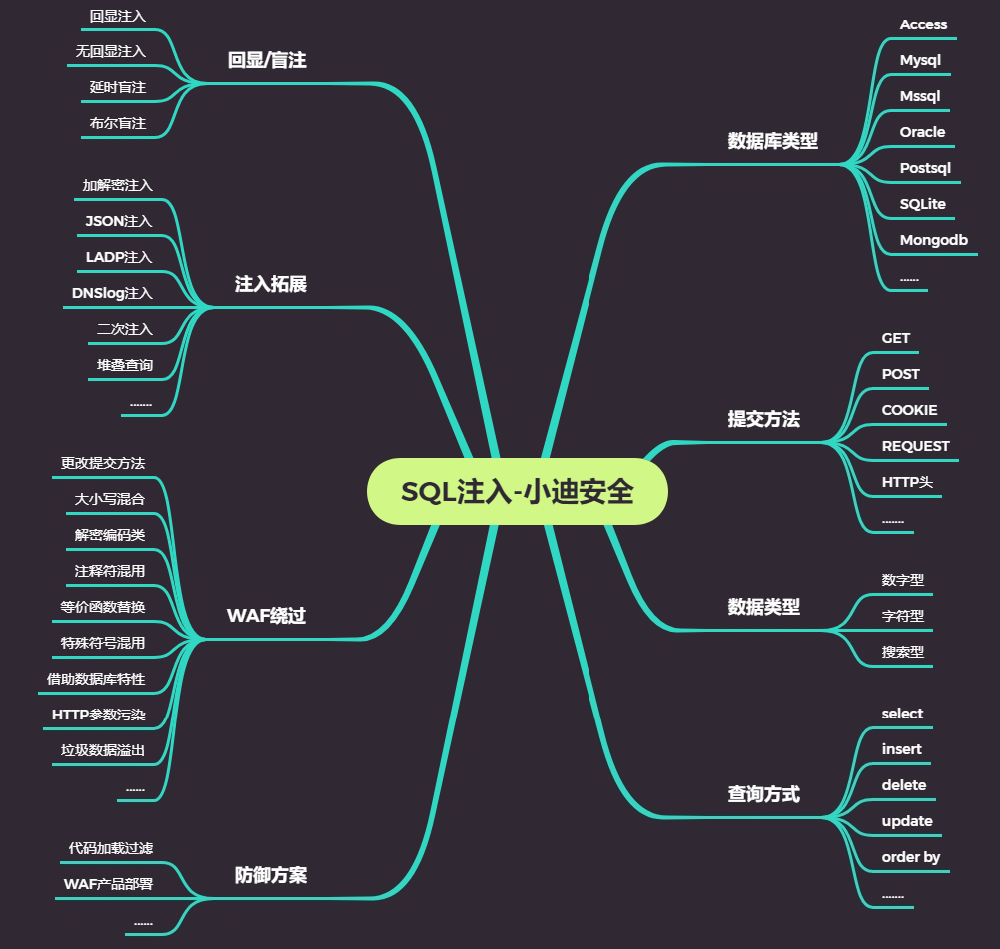 SQL注入-小迪安全
回显/盲注
回显注入
无回显注入
延时盲注
布尔盲注
注入拓展
加解密注入
JSON注入
LADP注入
DNSlog注入
二次注入
堆叠查询
.......
WAF绕过
更改提交方法
大小写混合
解密编码类
注释符混用
等价函数替换
特殊符号混用
借助数据库特性
HTTP参数污染
垃圾数据溢出
......
防御方案
代码加载过滤
WAF产品部署
......
数据库类型
Access
Mysql
Mssql
Oracle
Postsql
SQLite
Mongodb
......
提交方法
GET
POST
COOKIE
REQUEST
HTTP头
.......
数据类型
数字型
字符型
搜索型
查询方式
select
insert
delete
update
order by
.......